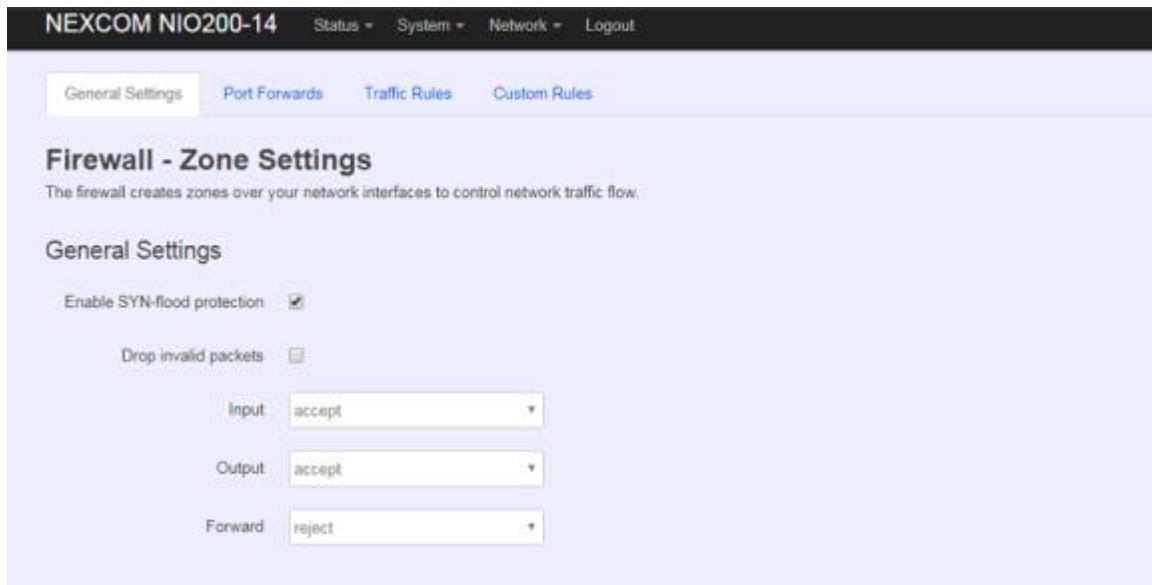 NEXCOM NIO200-14 Status System Network Logout
General Settings Port Forwards Traffic Rules Custom Rules
Firewall - Zone Settings
The firewall creates zones over your network interfaces to control network traffic flow.
General Settings
Enable SYN-flood protection
Drop invalid packets
Input accept
Output accept
Forward reject